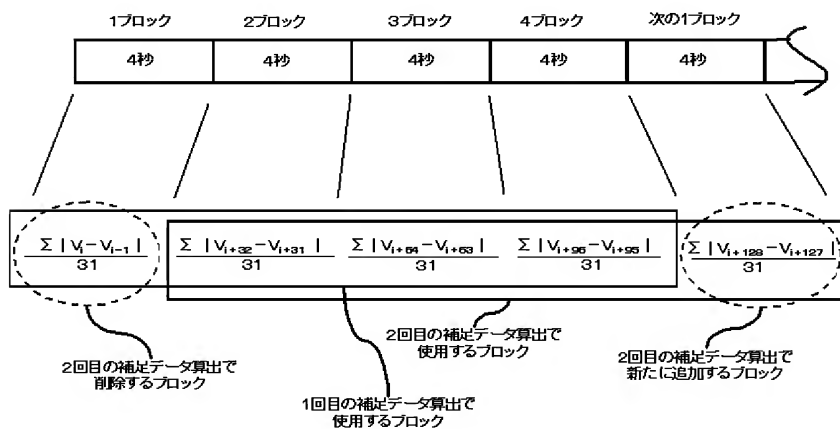 1ブロック 2ブロック 3ブロック 4ブロック 次の1ブロック
4秒 4秒 4秒 4秒 4秒
Σ | Vi−Vi-1 | Σ | Vi+32−Vi+31 | Σ | Vi+64−Vi+63 | Σ | Vi+96−Vi+95 | Σ | Vi+128−Vi+127 |
31 31 31 31 31
2回目の補足データ算出で
削除するブロック
1回目の補足データ算出で
使用するブロック
2回目の補足データ算出で
使用するブロック
2回目の補足データ算出で
新たに追加するブロック